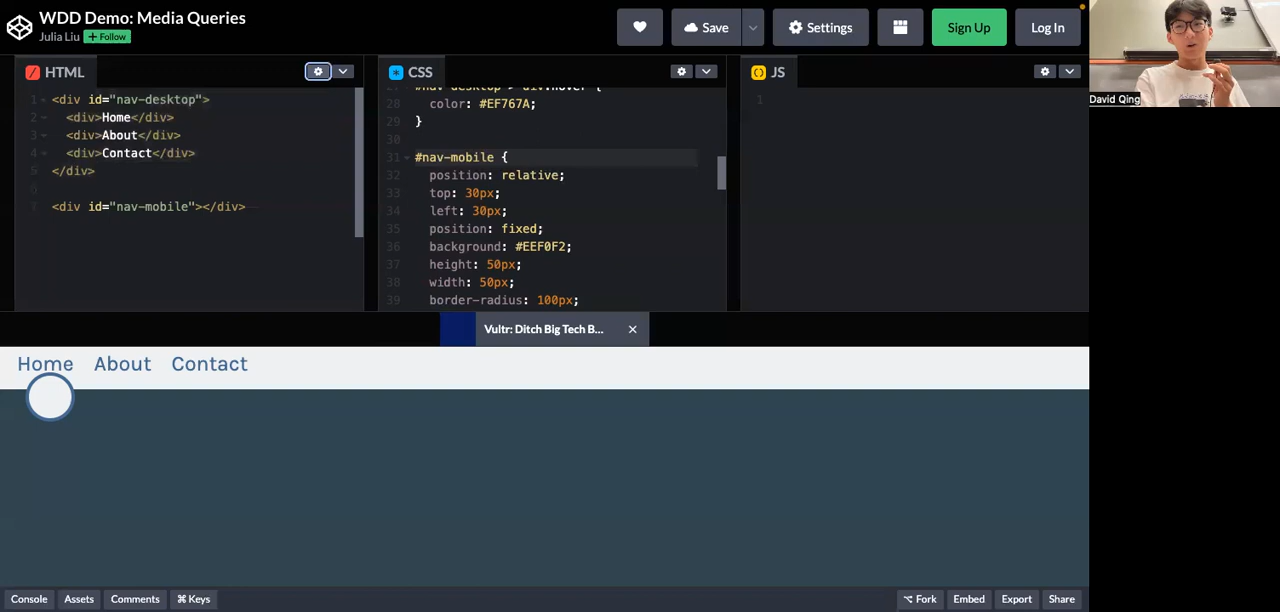 WDD Demo: Media Queries
Julia Liu + Follow
Save
Settings
Sign Up
Log In
David Qing
HTML
1 <div id="nav-desktop">
2 <div>Home</div>
3 <div>About</div>
4 <div>Contact</div>
5 </div>
6
7 <div id="nav-mobile"></div>
CSS
28 color: #EF767A;
29 }
30
31 #nav-mobile {
32 position: relative;
33 top: 30px;
34 left: 30px;
35 position: fixed;
36 background: #EEF0F2;
37 height: 50px;
38 width: 50px;
39 border-radius: 100px;
JS
1
Vultr: Ditch Big Tech B...
Home About Contact
Console Assets Comments ⌘ Keys
⌥ Fork Embed Export Share